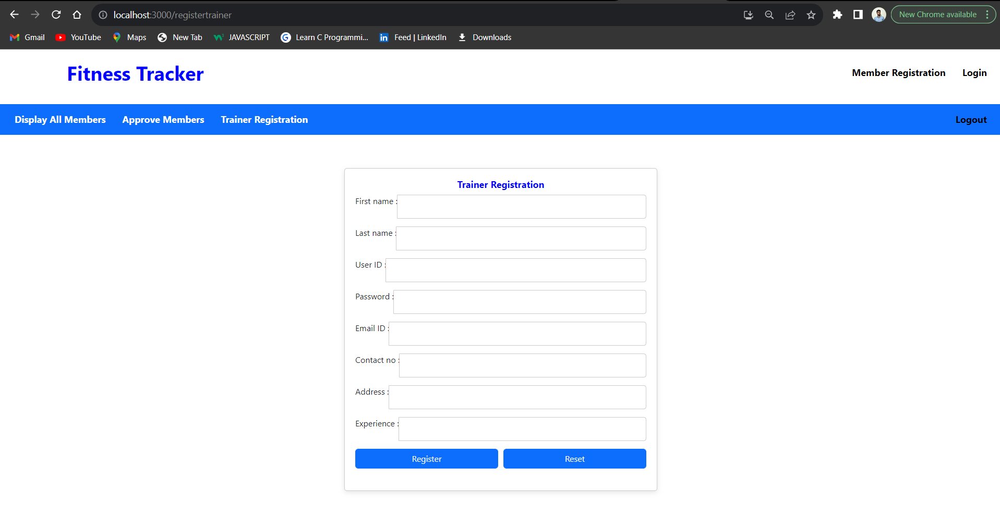 localhost:3000/registertrainer
New Chrome available
Gmail YouTube Maps New Tab JAVASCRIPT Learn C Programmi... Feed | LinkedIn Downloads
Fitness Tracker
Member Registration Login
Display All Members Approve Members Trainer Registration Logout
Trainer Registration
First name :
Last name :
User ID :
Password :
Email ID :
Contact no :
Address :
Experience :
Register Reset